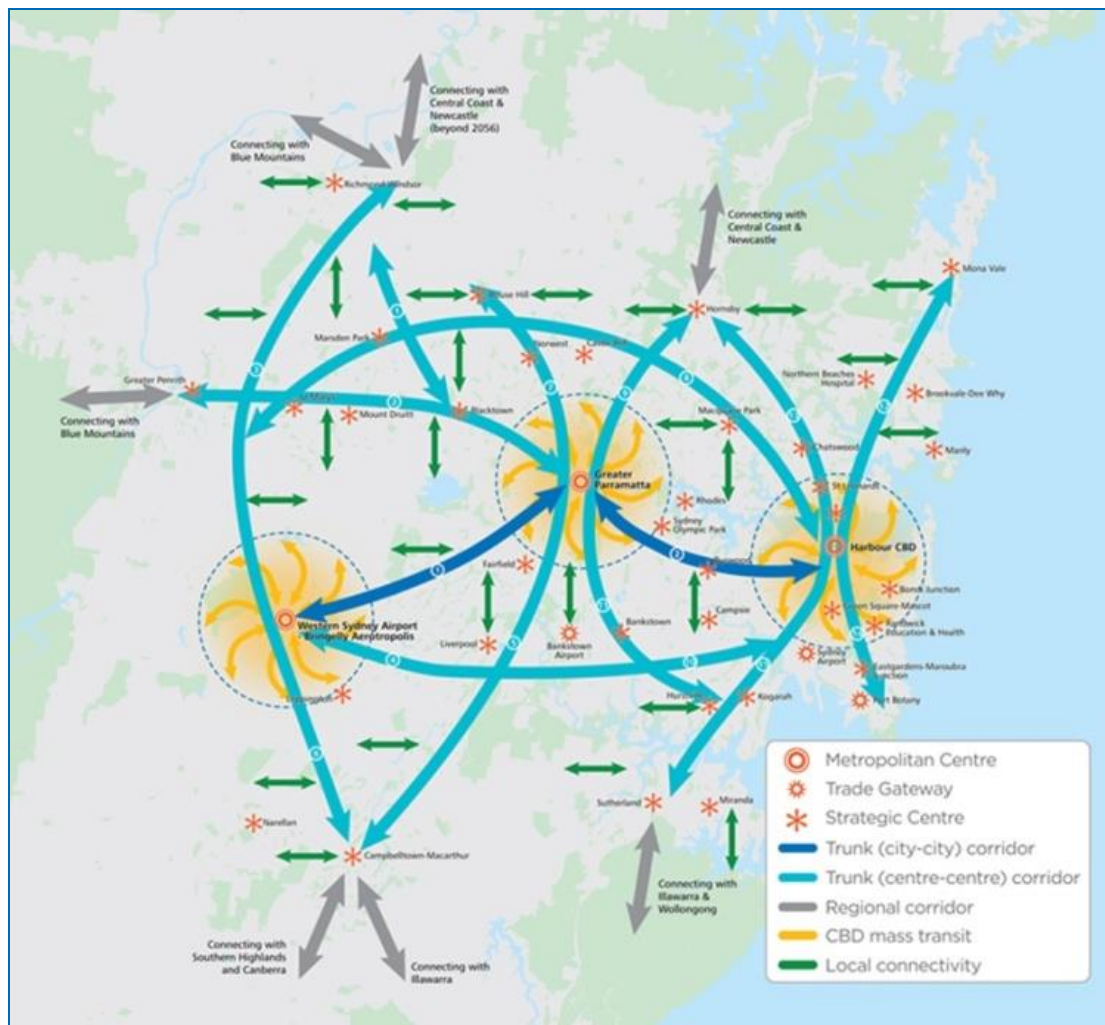 Connecting with
Central Coast &
Newcastle
(beyond 2056)
Connecting with
Blue Mountains
Richmond-Windsor
Connecting with
Central Coast &
Newcastle
Mona Vale
Rouse Hill
Hornsby
Marsden Park
Norwest
Castle Hill
Northern Beaches
Hospital
Brookvale-Dee Why
Greater Penrith
St Marys
Mount Druitt
Blacktown
Macquarie Park
Connecting with
Blue Mountains
Chatswood
Manly
St Leonards
Greater
Parramatta
Rhodes
Sydney
Olympic Park
Harbour CBD
Fairfield
Burwood
Bondi Junction
Green Square-Mascot
Campsie
Randwick
Education & Health
Western Sydney Airport
Bringelly Aerotropolis
Liverpool
Bankstown
Bankstown
Airport
Sydney
Airport
Eastgardens-Maroubra
Junction
Leppington
Hurstville
Kogarah
Port Botany
Sutherland
Miranda
Narellan
Campbelltown-Macarthur
Connecting with
Illawarra &
Wollongong
Connecting with
Southern Highlands
and Canberra
Connecting with
Illawarra
Metropolitan Centre
Trade Gateway
Strategic Centre
Trunk (city-city) corridor
Trunk (centre-centre) corridor
Regional corridor
CBD mass transit
Local connectivity